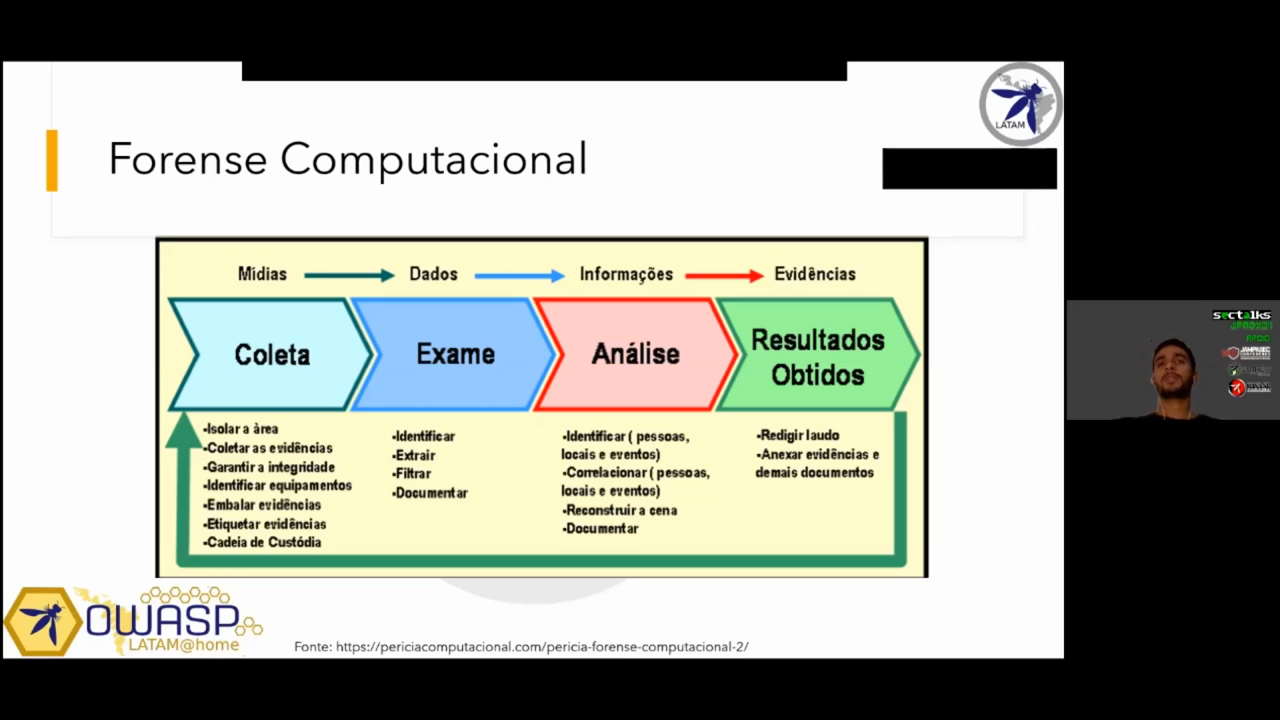 LATAM
Forense Computacional
Mídias
Dados
Informações
Evidências
Coleta
Exame
Análise
Resultados
Obtidos
-Isolar a àrea
-Coletar as evidências
-Garantir a integridade
-Identificar equipamentos
-Embalar evidências
-Etiquetar evidências
-Cadeia de Custódia
-Identificar
-Extrair
-Filtrar
-Documentar
-Identificar ( pessoas,
locais e eventos)
-Correlacionar ( pessoas,
locais e eventos)
-Reconstruir a cena
-Documentar
-Redigir laudo
-Anexar evidências e
demais documentos
OWASP
LATAM@home
Fonte: https://periciacomputacional.com/pericia-forense-computacional-2/
sectalks